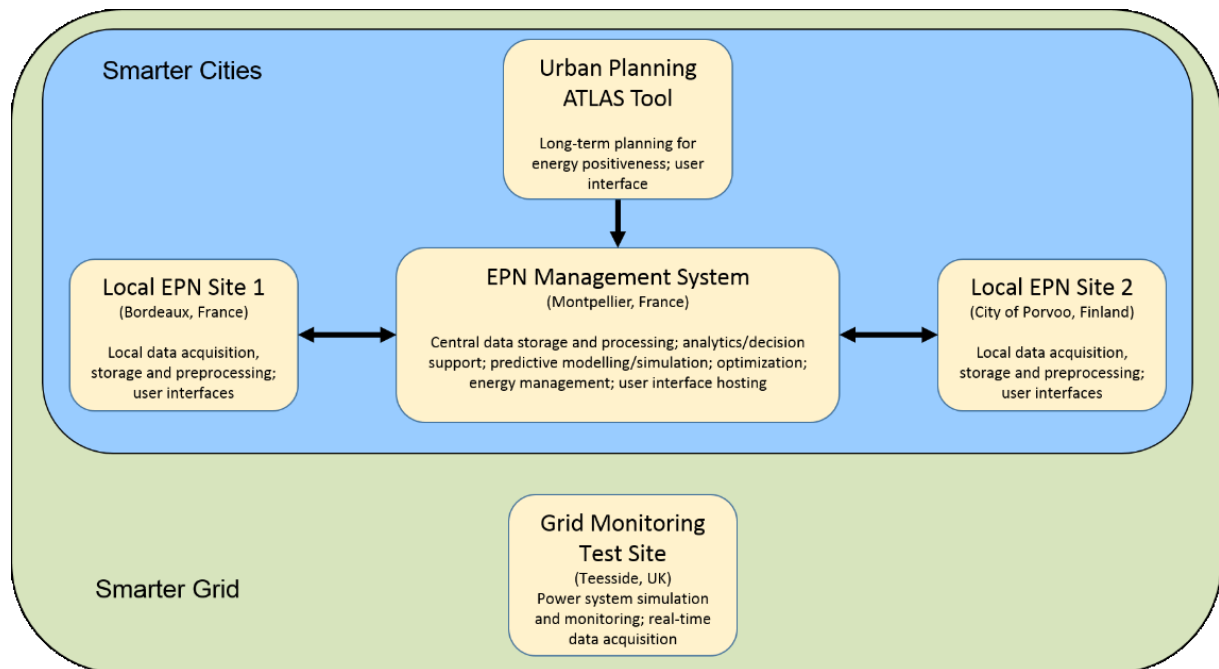 Smarter Cities
Urban Planning
ATLAS Tool
Long-term planning for
energy positiveness; user
interface
Local EPN Site 1
(Bordeaux, France)
Local data acquisition,
storage and preprocessing;
user interfaces
EPN Management System
(Montpellier, France)
Central data storage and processing; analytics/decision
support; predictive modelling/simulation; optimization;
energy management; user interface hosting
Local EPN Site 2
(City of Porvoo, Finland)
Local data acquisition,
storage and preprocessing;
user interfaces
Smarter Grid
Grid Monitoring
Test Site
(Teesside, UK)
Power system simulation
and monitoring; real-time
data acquisition